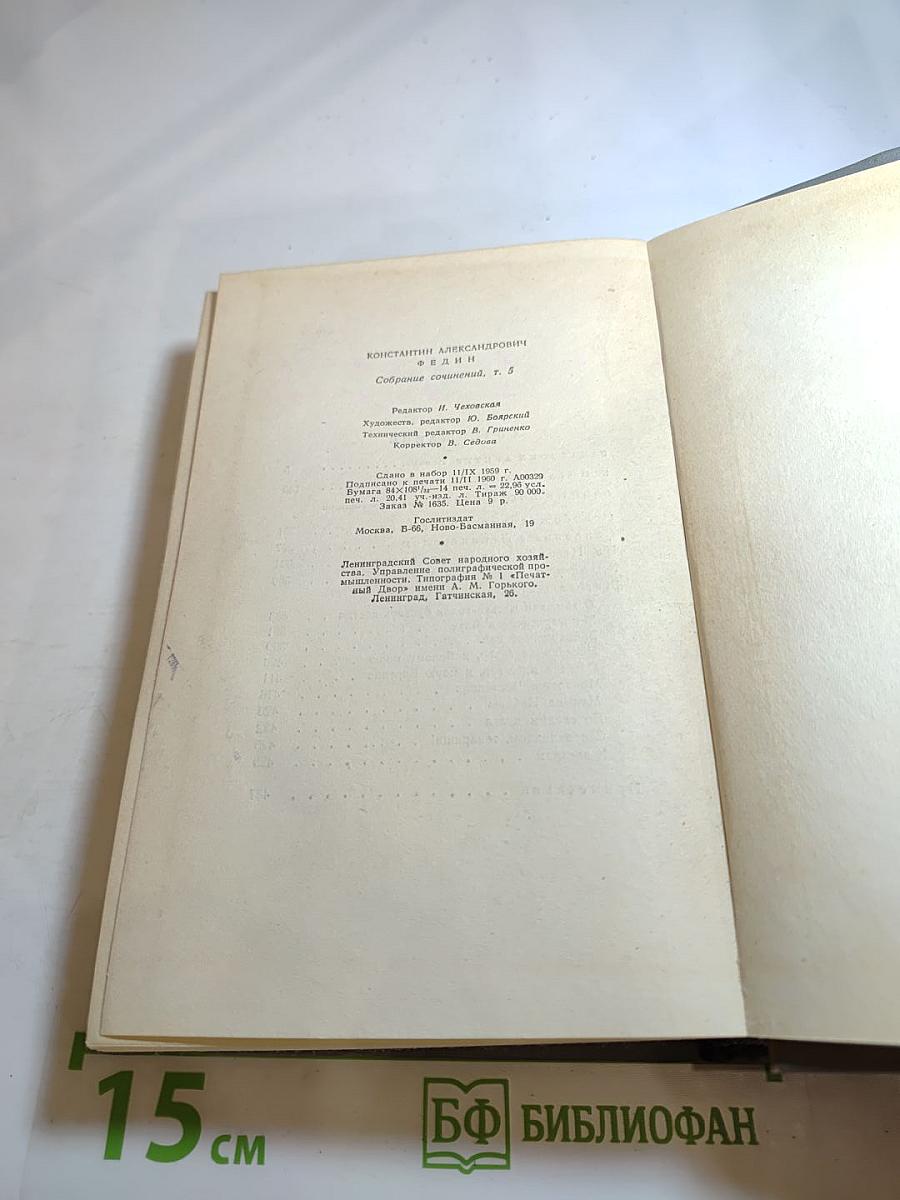 КОНСТАНТИН АЛЕКСАНДРОВИЧ
ФЕДИН
Собрание сочинений, т. 5
Редактор И. Чеховская
Художеств. редактор Ю. Боярский
Технический редактор В. Гриненко
Корректор В. Седова
Сдано в набор 11/IX 1959 г.
Подписано к печати 11/II 1960 г. А00329
Бумага 84×108¹/₃₂—14 печ. л. = 22,96 усл.
печ. л. 20,41 уч.-изд. л. Тираж 90 000.
Заказ № 1635. Цена 9 р.
Гослитиздат
Москва, Б-66, Ново-Басманная, 19
Ленинградский Совет народного хозяй-
ства. Управление полиграфической про-
мышленности. Типография № 1 «Печат-
ный Двор» имени А. М. Горького.
Ленинград, Гатчинская, 26.
15 см
БФ БИБЛИОФАН